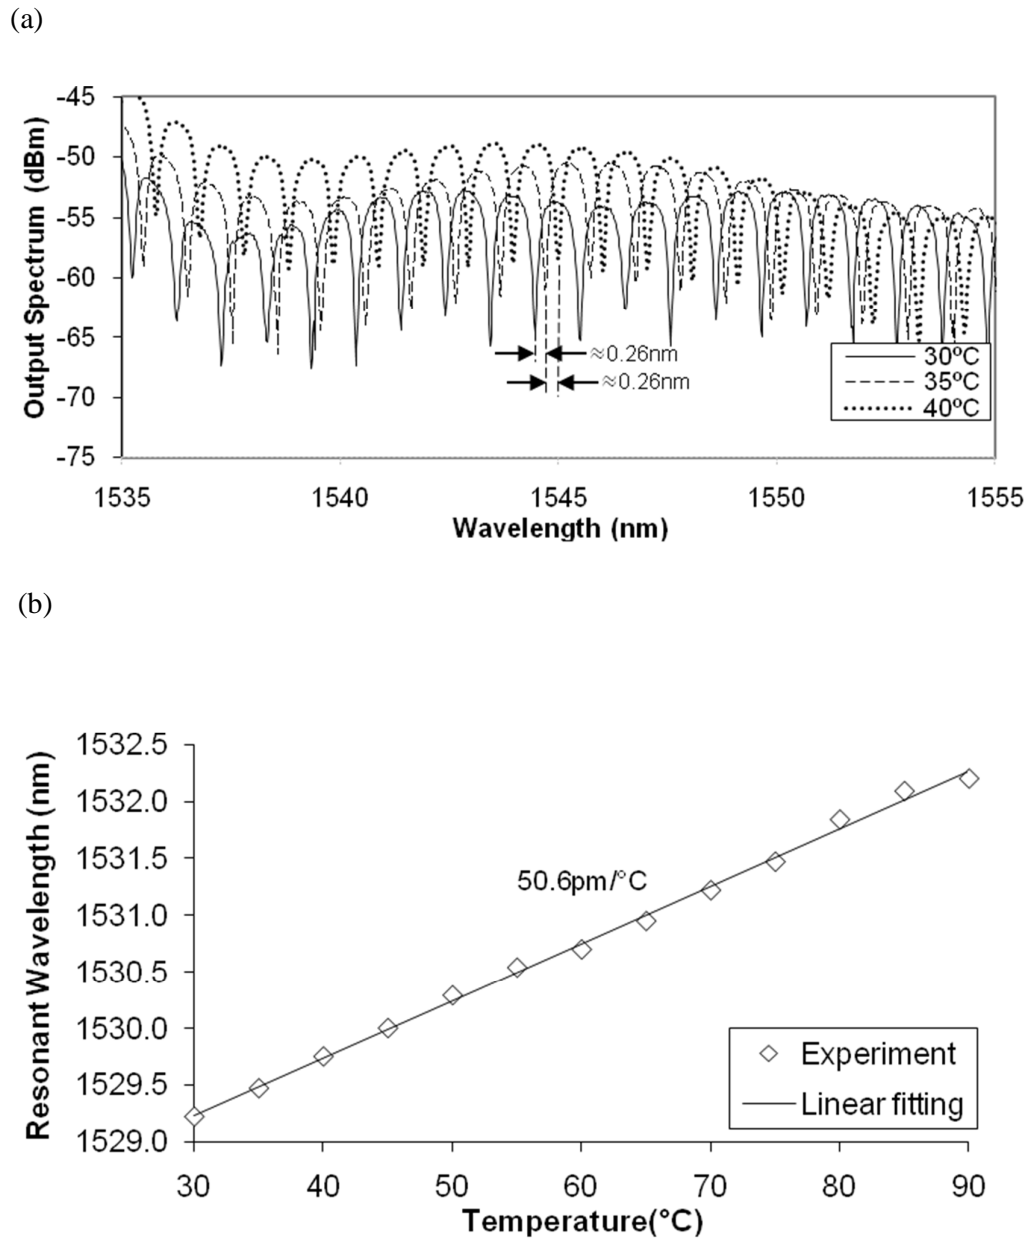 (a)
-45
-50
-55
-60
-65
-70
-75
Output Spectrum (dBm)
≈0.26nm
≈0.26nm
30ºC
35ºC
40ºC
1535 1540 1545 1550 1555
Wavelength (nm)
(b)
1532.5
1532.0
1531.5
1531.0
1530.5
1530.0
1529.5
1529.0
Resonant Wavelength (nm)
50.6pm/°C
Experiment
Linear fitting
30 40 50 60 70 80 90
Temperature(°C)